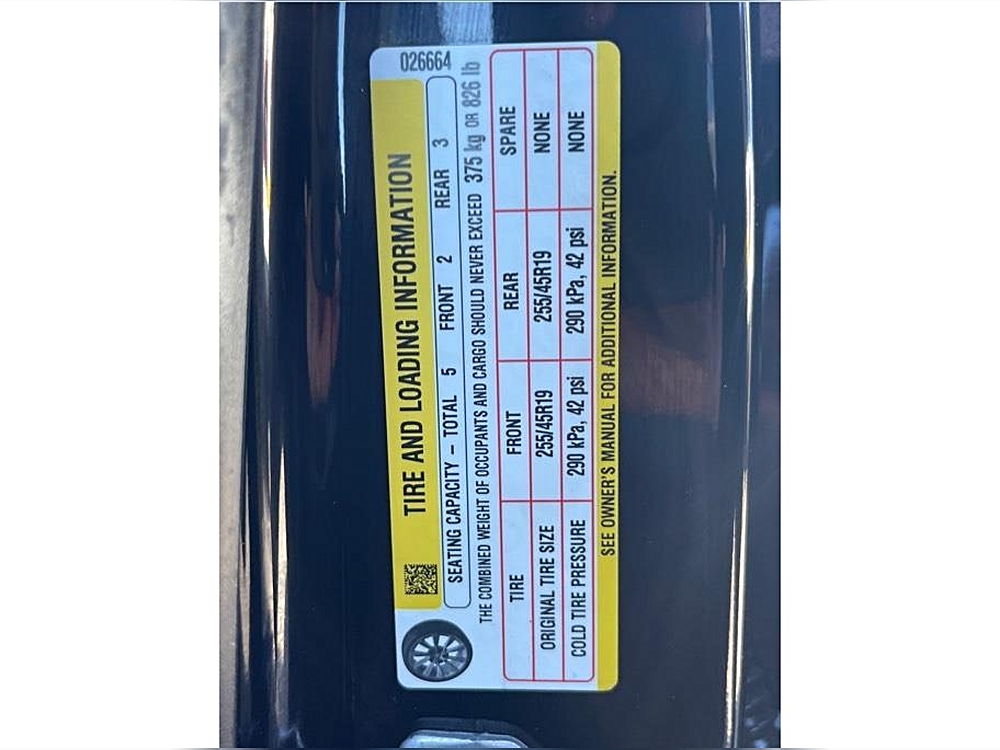 026664
TIRE AND LOADING INFORMATION
SEATING CAPACITY – TOTAL 5 FRONT 2 REAR 3
THE COMBINED WEIGHT OF OCCUPANTS AND CARGO SHOULD NEVER EXCEED 375 kg OR 826 lb
TIRE FRONT REAR SPARE
ORIGINAL TIRE SIZE 255/45R19 255/45R19 NONE
COLD TIRE PRESSURE 290 kPa, 42 psi 290 kPa, 42 psi NONE
SEE OWNER'S MANUAL FOR ADDITIONAL INFORMATION.